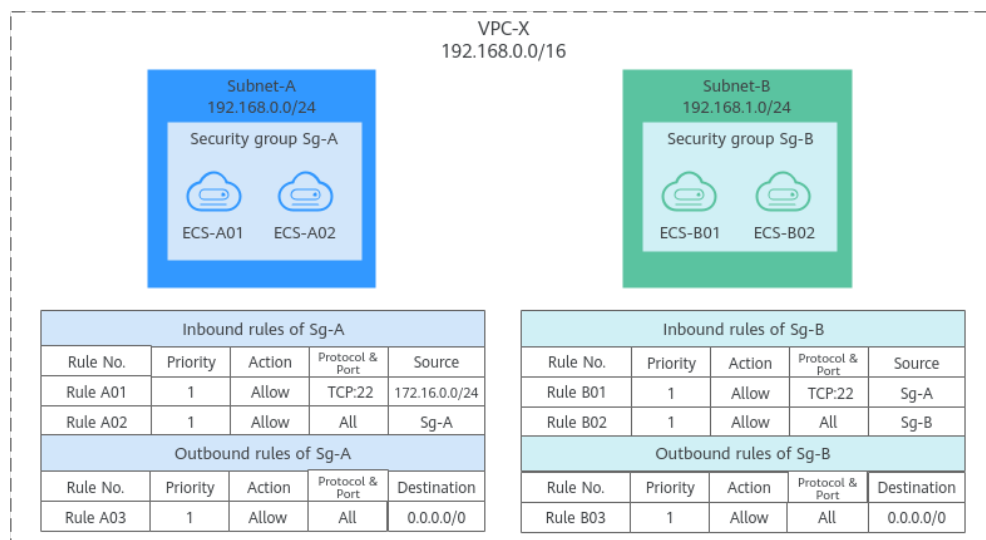 VPC-X
192.168.0.0/16
Subnet-A
192.168.0.0/24
Security group Sg-A
ECS-A01 ECS-A02
Subnet-B
192.168.1.0/24
Security group Sg-B
ECS-B01 ECS-B02
Inbound rules of Sg-A
Rule No. Priority Action Protocol & Port Source
Rule A01 1 Allow TCP:22 172.16.0.0/24
Rule A02 1 Allow All Sg-A
Outbound rules of Sg-A
Rule No. Priority Action Protocol & Port Destination
Rule A03 1 Allow All 0.0.0.0/0
Inbound rules of Sg-B
Rule No. Priority Action Protocol & Port Source
Rule B01 1 Allow TCP:22 Sg-A
Rule B02 1 Allow All Sg-B
Outbound rules of Sg-B
Rule No. Priority Action Protocol & Port Destination
Rule B03 1 Allow All 0.0.0.0/0